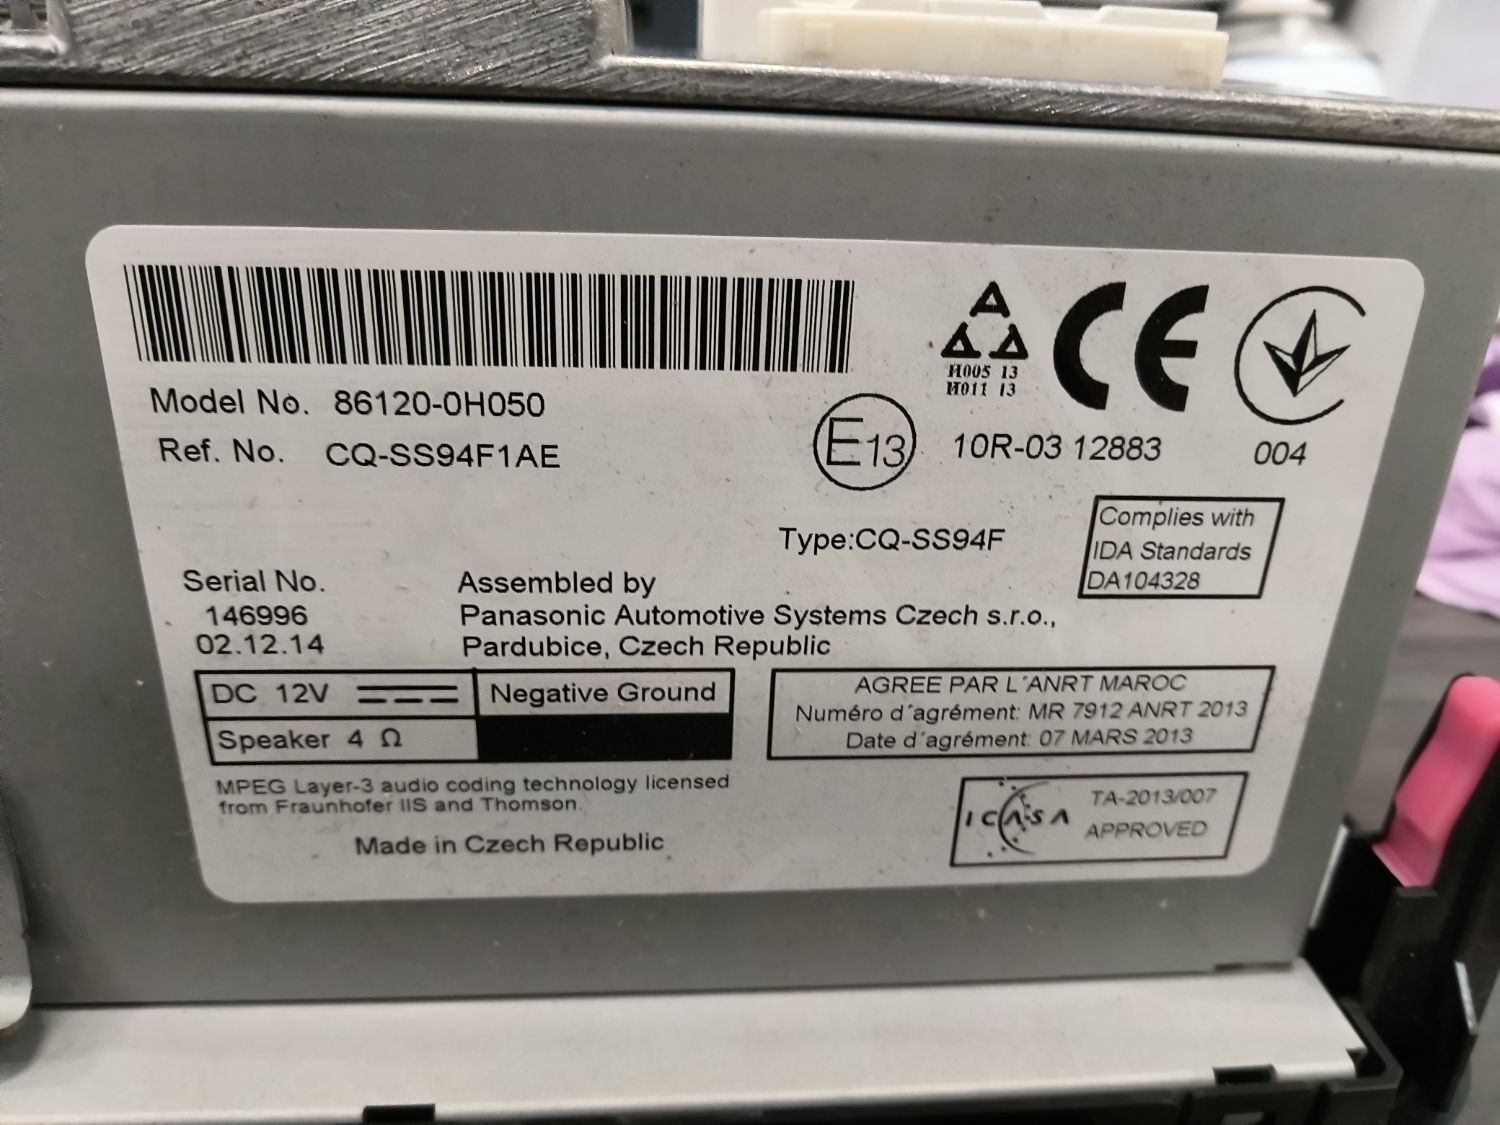 H005 13
H011 13
Model No. 86120-0H050
Ref. No. CQ-SS94F1AE
E13 10R-03 12883
004
Type:CQ-SS94F
Complies with
IDA Standards
DA104328
Serial No.
146996
02.12.14
Assembled by
Panasonic Automotive Systems Czech s.r.o.,
Pardubice, Czech Republic
DC 12V
Negative Ground
Speaker 4 Ω
AGREE PAR L´ANRT MAROC
Numéro d´agrément: MR 7912 ANRT 2013
Date d´agrément: 07 MARS 2013
MPEG Layer-3 audio coding technology licensed
from Fraunhofer IIS and Thomson.
Made in Czech Republic
ICASA
TA-2013/007
APPROVED